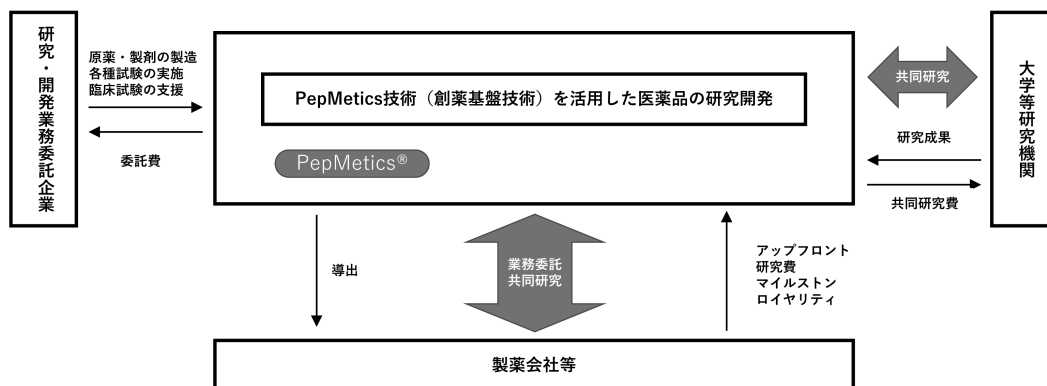 研究・開発業務委託企業
原薬・製剤の製造
各種試験の実施
臨床試験の支援
委託費
PepMetics技術（創薬基盤技術）を活用した医薬品の研究開発
PepMetics®
共同研究
研究成果
共同研究費
大学等研究機関
導出
業務委託
共同研究
アップフロント
研究費
マイルストン
ロイヤリティ
製薬会社等